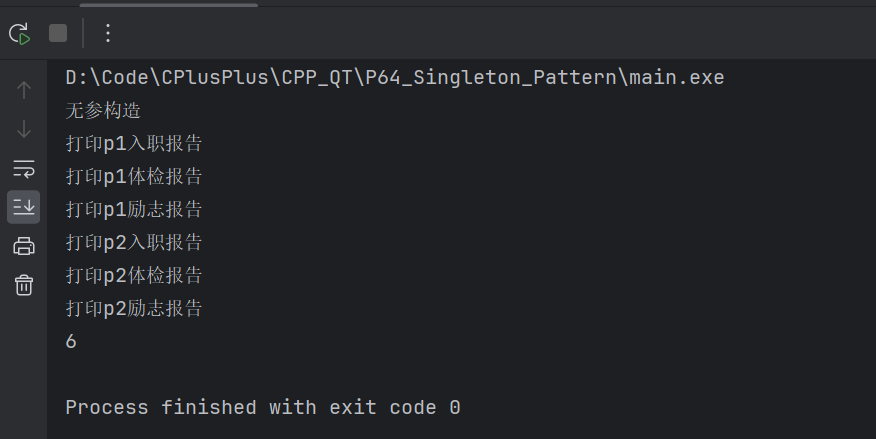 D:\Code\CPlusPlus\CPP_QT\P64_Singleton_Pattern\main.exe
无参构造
打印p1入职报告
打印p1体检报告
打印p1励志报告
打印p2入职报告
打印p2体检报告
打印p2励志报告
6
Process finished with exit code 0